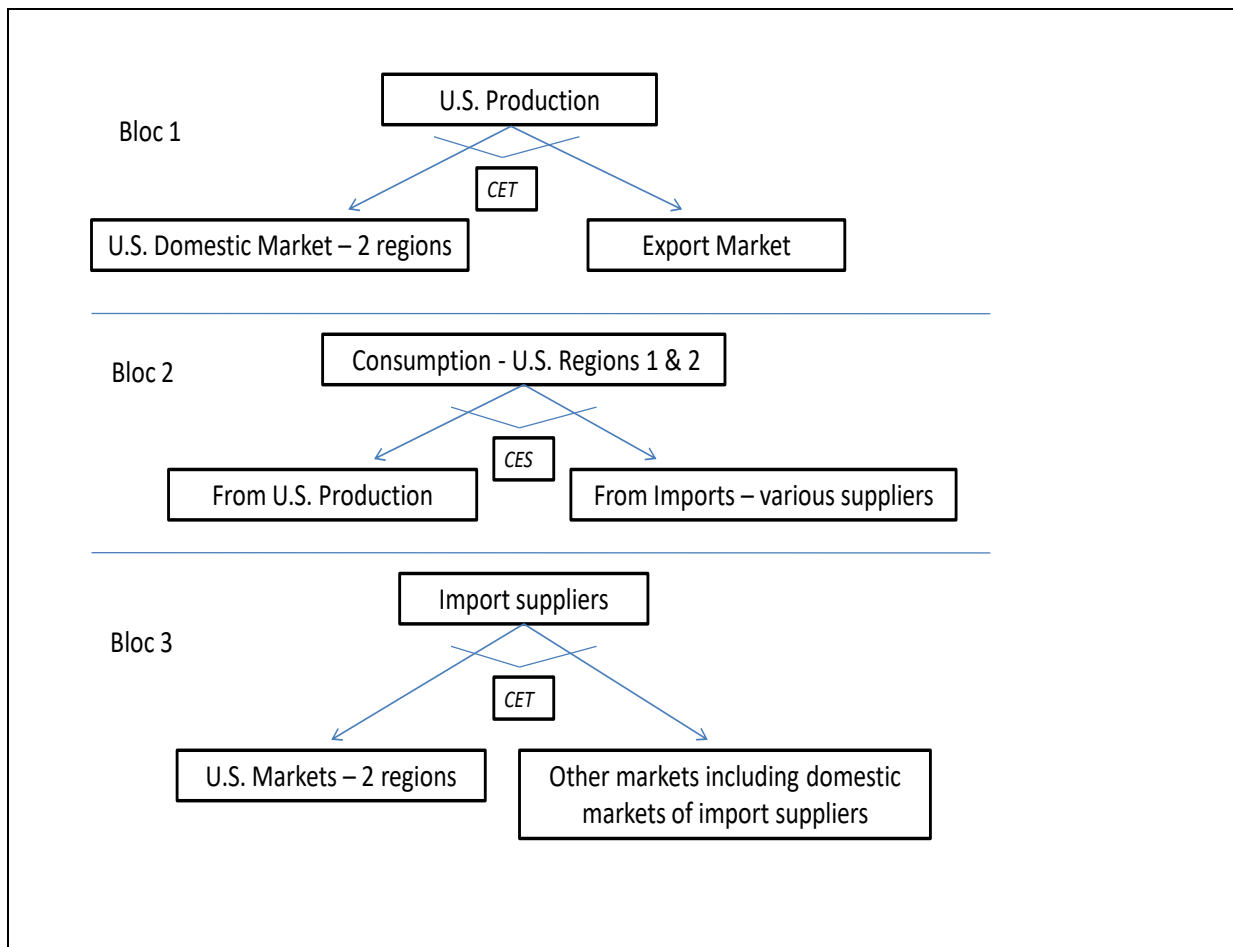 U.S. Production
Bloc 1
CET
U.S. Domestic Market – 2 regions
Export Market
Consumption - U.S. Regions 1 & 2
Bloc 2
CES
From U.S. Production
From Imports – various suppliers
Import suppliers
Bloc 3
CET
U.S. Markets – 2 regions
Other markets including domestic
markets of import suppliers